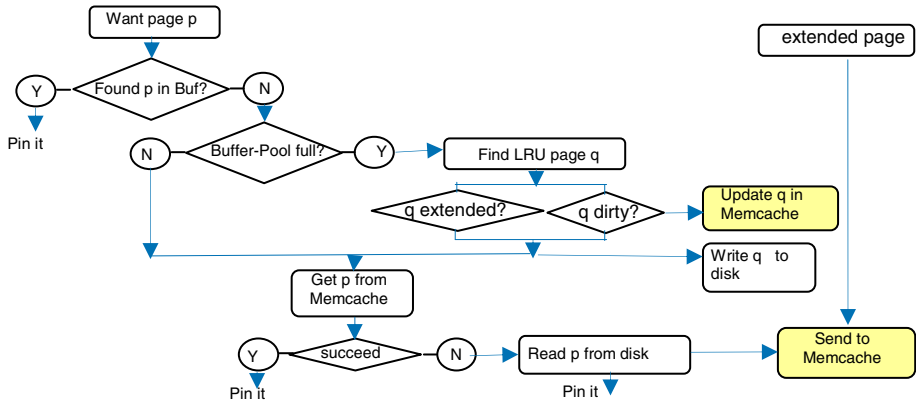 Want page p
extended page
Y
Found p in Buf?
N
Pin it
N
Buffer-Pool full?
Y
Find LRU page q
q extended?
q dirty?
Update q in
Memcache
Write q to
disk
Get p from
Memcache
Y
succeed
N
Read p from disk
Send to
Memcache
Pin it
Pin it